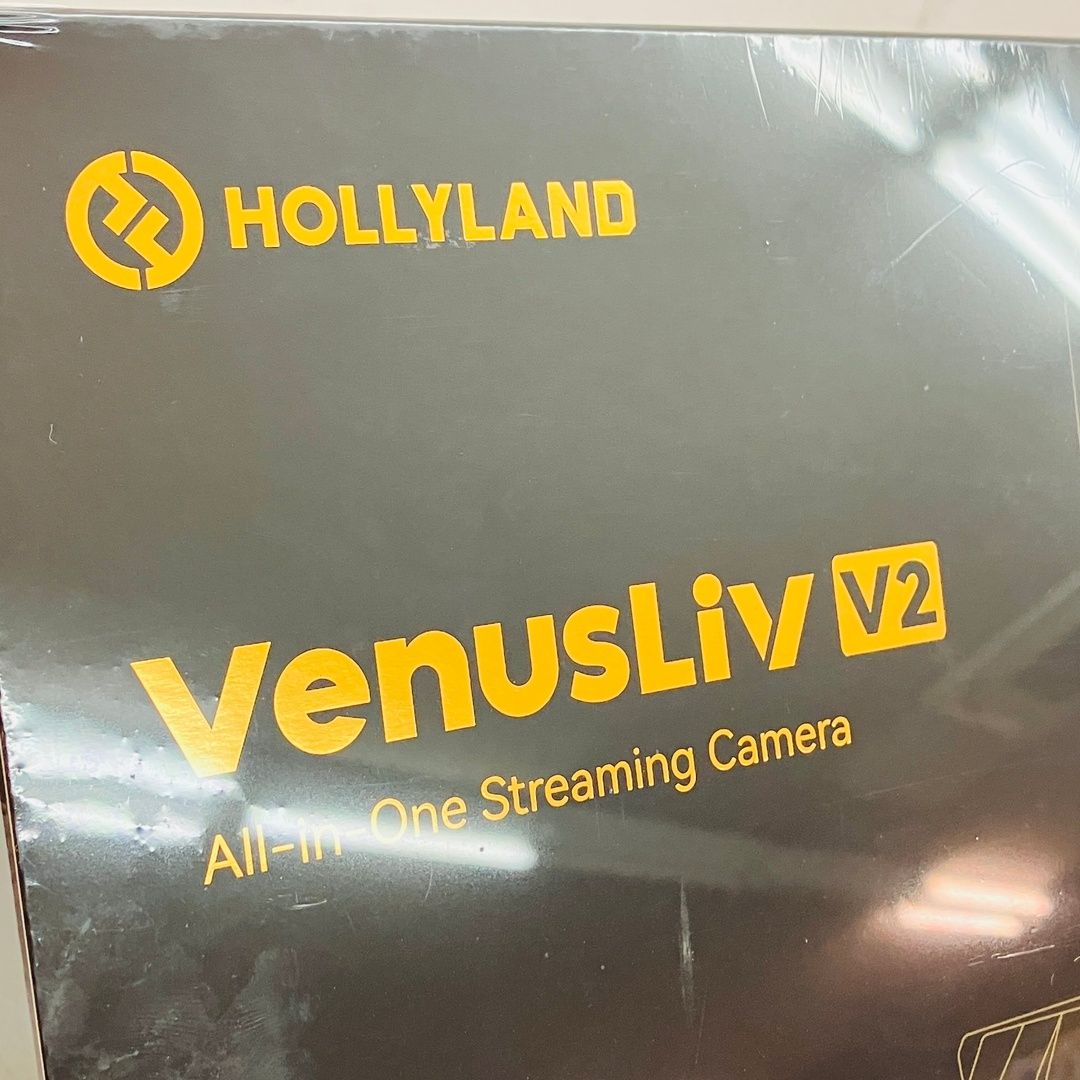 HOLLYLAND
VenusLiv V2
All-in-One Streaming Camera